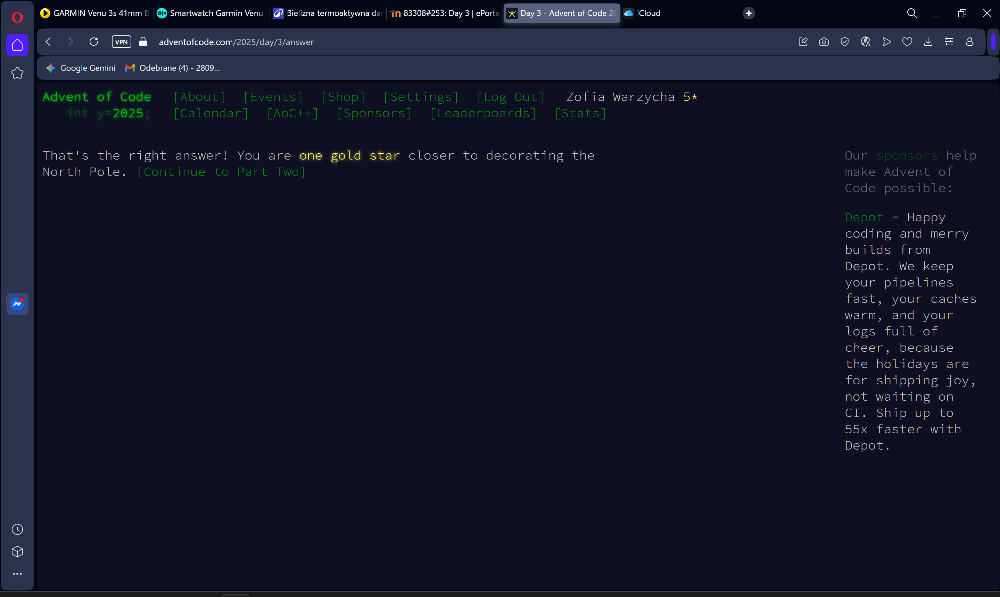 GARMIN Venu 3s 41mm B
Smartwatch Garmin Venu 3
Bielizna termoaktywna dar
83308#253: Day 3 | ePorta
Day 3 - Advent of Code 20
iCloud
VPN
adventofcode.com/2025/day/3/answer
Google Gemini
Odebrane (4) - 2809...
Advent of Code [About] [Events] [Shop] [Settings] [Log Out] Zofia Warzycha 5*
int y=2025; [Calendar] [AoC++] [Sponsors] [Leaderboards] [Stats]
That's the right answer! You are one gold star closer to decorating the
North Pole. [Continue to Part Two]
Our sponsors help
make Advent of
Code possible:
Depot - Happy
coding and merry
builds from
Depot. We keep
your pipelines
fast, your caches
warm, and your
logs full of
cheer, because
the holidays are
for shipping joy,
not waiting on
CI. Ship up to
55x faster with
Depot.